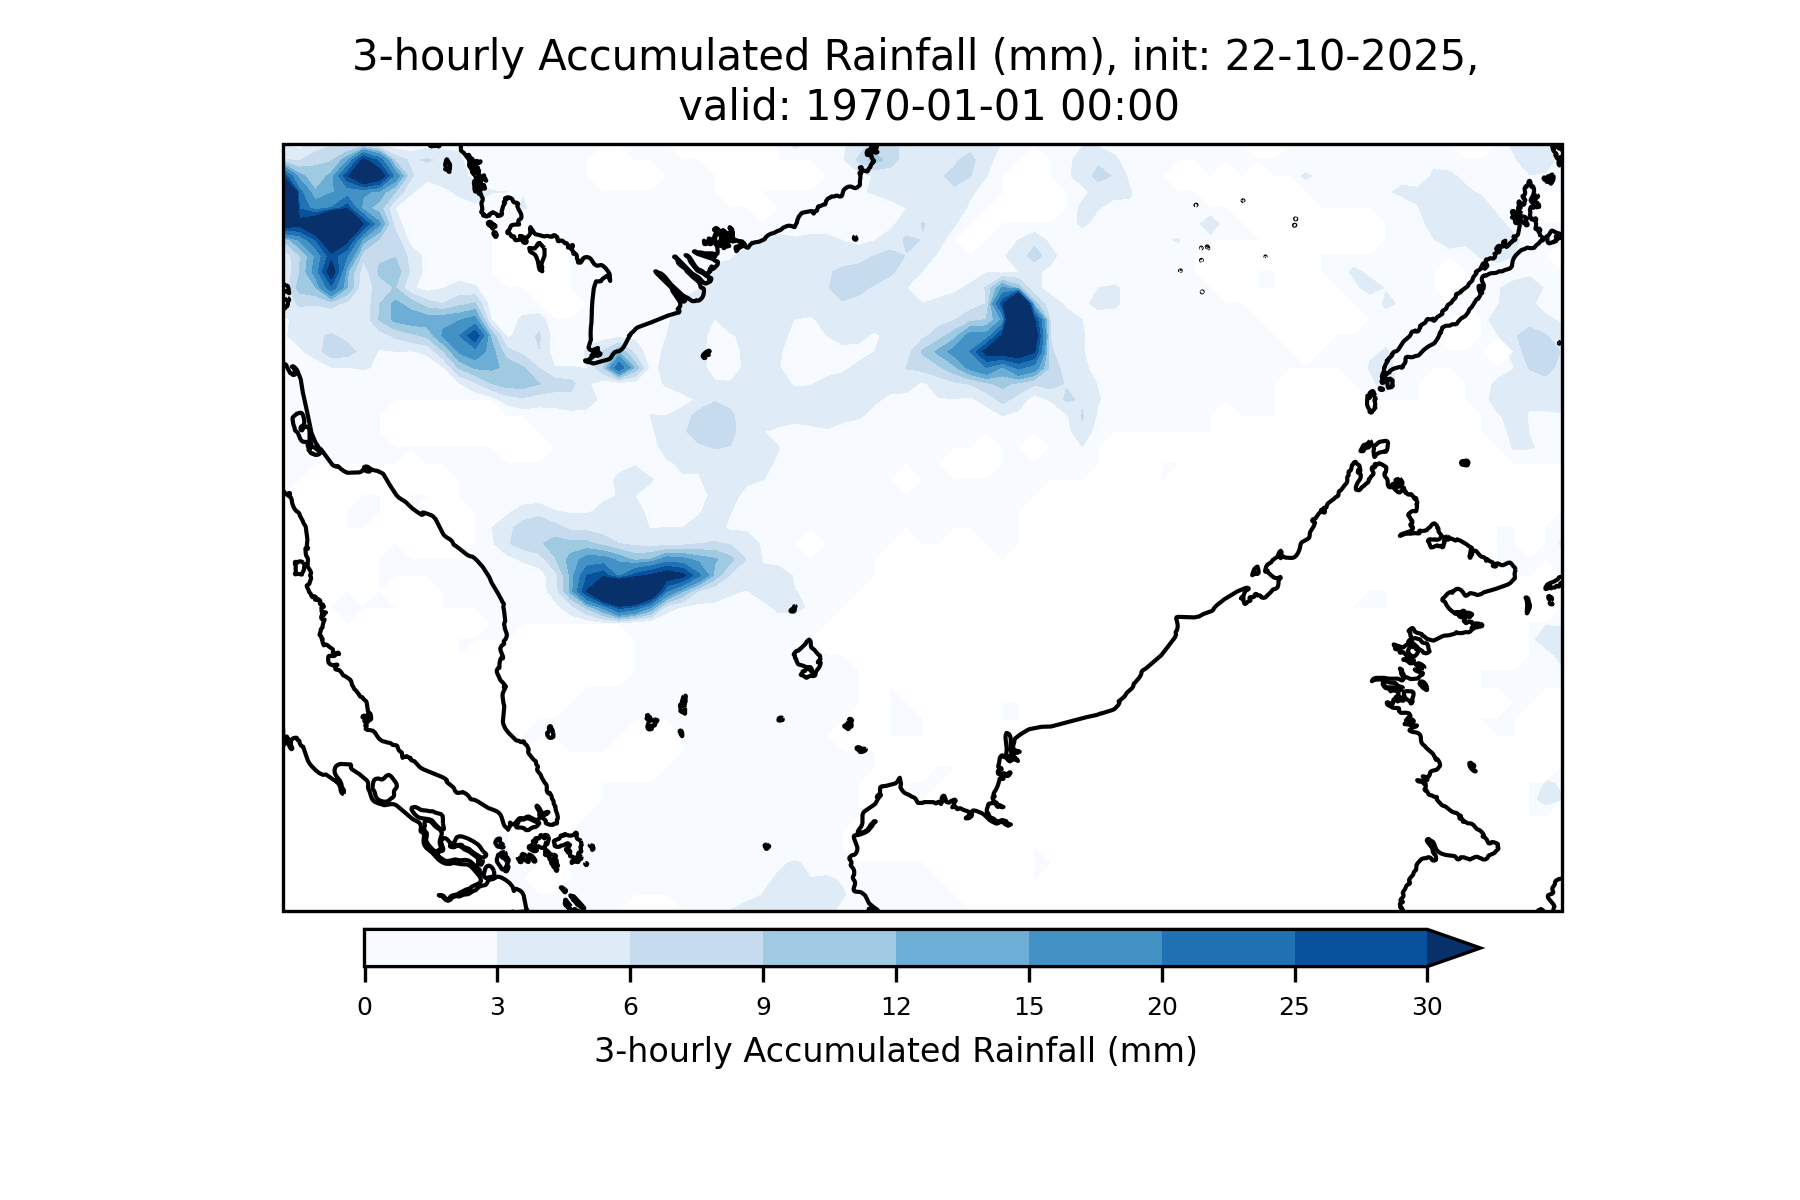 3-hourly Accumulated Rainfall (mm), init: 22-10-2025,
valid: 1970-01-01 00:00
0 3 6 9 12 15 20 25 30
3-hourly Accumulated Rainfall (mm)